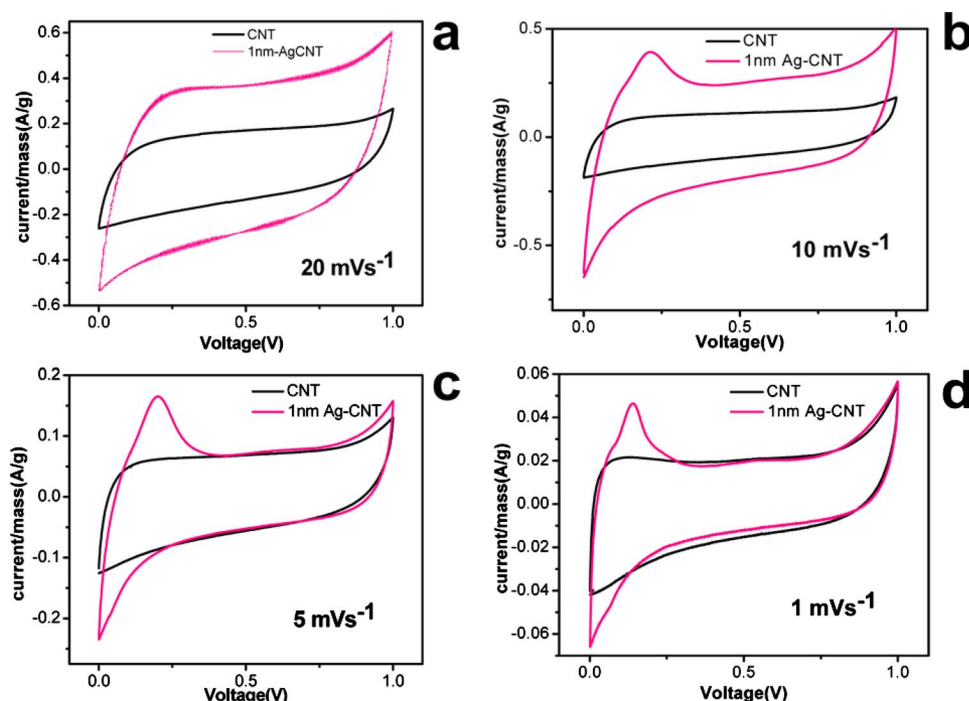 a
CNT
1nm-AgCNT
current/mass(A/g)
0.6
0.4
0.2
0.0
-0.2
-0.4
-0.6
20 mVs-1
0.0
0.5
1.0
Voltage(V)
b
CNT
1nm Ag-CNT
current/mass(A/g)
0.5
0.0
-0.5
10 mVs-1
0.0
0.5
1.0
Voltage(V)
c
CNT
1nm Ag-CNT
current/mass(A/g)
0.2
0.1
0.0
-0.1
-0.2
5 mVs-1
0.0
0.5
1.0
Voltage(V)
d
CNT
1nm Ag-CNT
current/mass(A/g)
0.06
0.04
0.02
0.00
-0.02
-0.04
-0.06
1 mVs-1
0.0
0.5
1.0
Voltage(V)